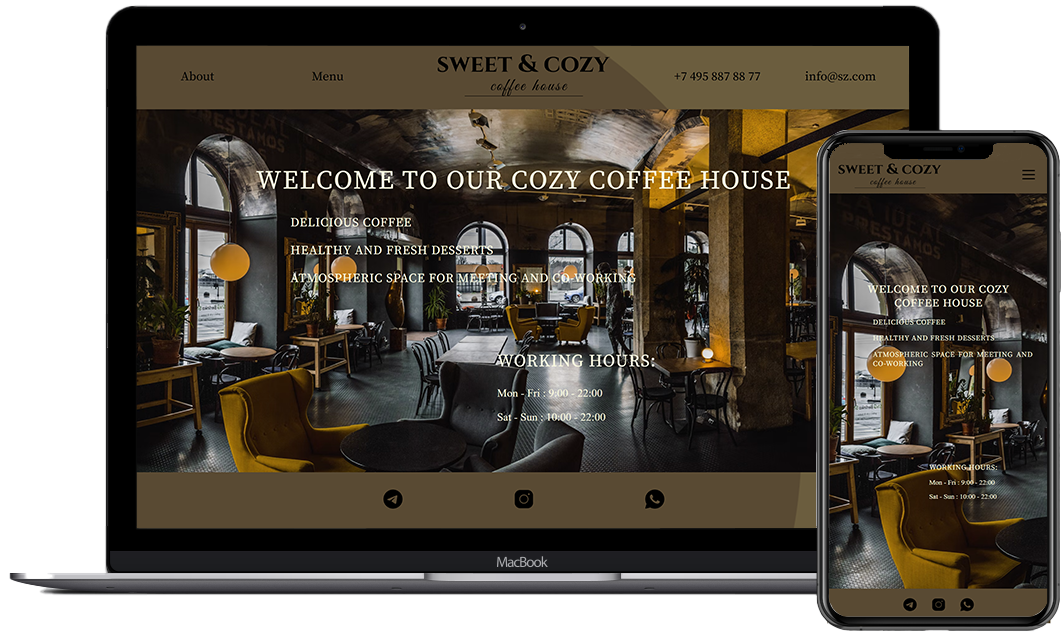 About
Menu
SWEET & COZY
coffee house
+7 495 887 88 77
info@sz.com
WELCOME TO OUR COZY COFFEE HOUSE
DELICIOUS COFFEE
HEALTHY AND FRESH DESSERTS
ATMOSPHERIC SPACE FOR MEETING AND CO-WORKING
WORKING HOURS:
Mon - Fri : 9:00 - 22:00
Sat - Sun : 10:00 - 22:00
MacBook
SWEET & COZY
coffee house
PRESTAMOS
WELCOME TO OUR COZY
COFFEE HOUSE
DELICIOUS COFFEE
HEALTHY AND FRESH DESSERTS
ATMOSPHERIC SPACE FOR MEETING AND
CO-WORKING
WORKING HOURS:
Mon - Fri : 9:00 - 22:00
Sat - Sun : 10:00 - 22:00